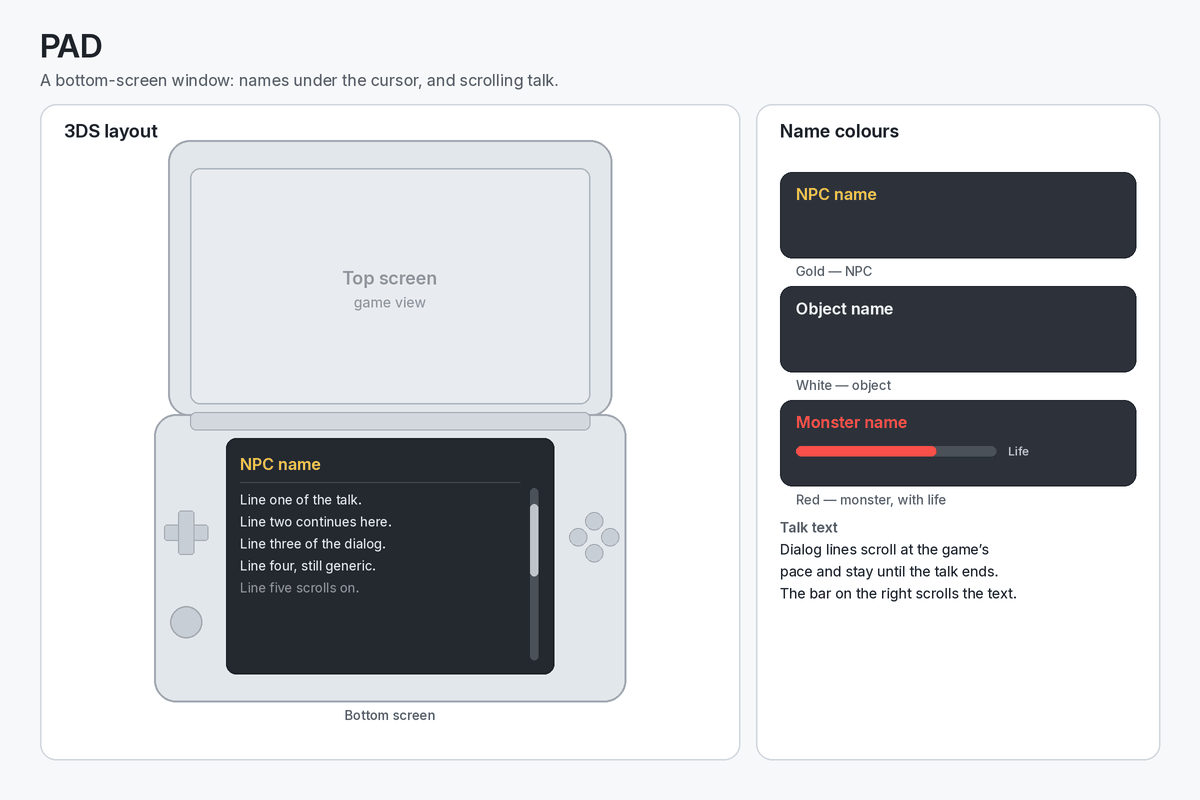 PAD
A bottom-screen window: names under the cursor, and scrolling talk.
3DS layout
Top screen
game view
NPC name
Line one of the talk.
Line two continues here.
Line three of the dialog.
Line four, still generic.
Line five scrolls on.
Bottom screen
Name colours
NPC name
Gold — NPC
Object name
White — object
Monster name
Life
Red — monster, with life
Talk text
Dialog lines scroll at the game’s
pace and stay until the talk ends.
The bar on the right scrolls the text.